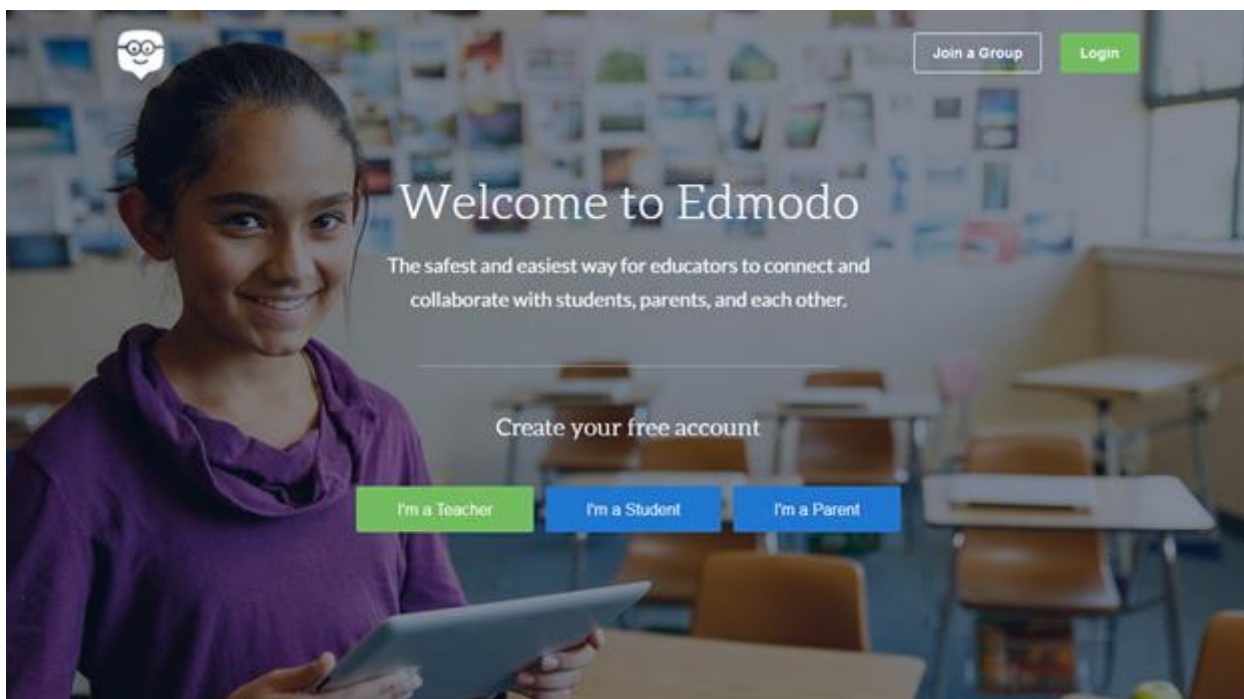 Join a Group
Login
Welcome to Edmodo
The safest and easiest way for educators to connect and
collaborate with students, parents, and each other.
Create your free account
I'm a Teacher
I'm a Student
I'm a Parent